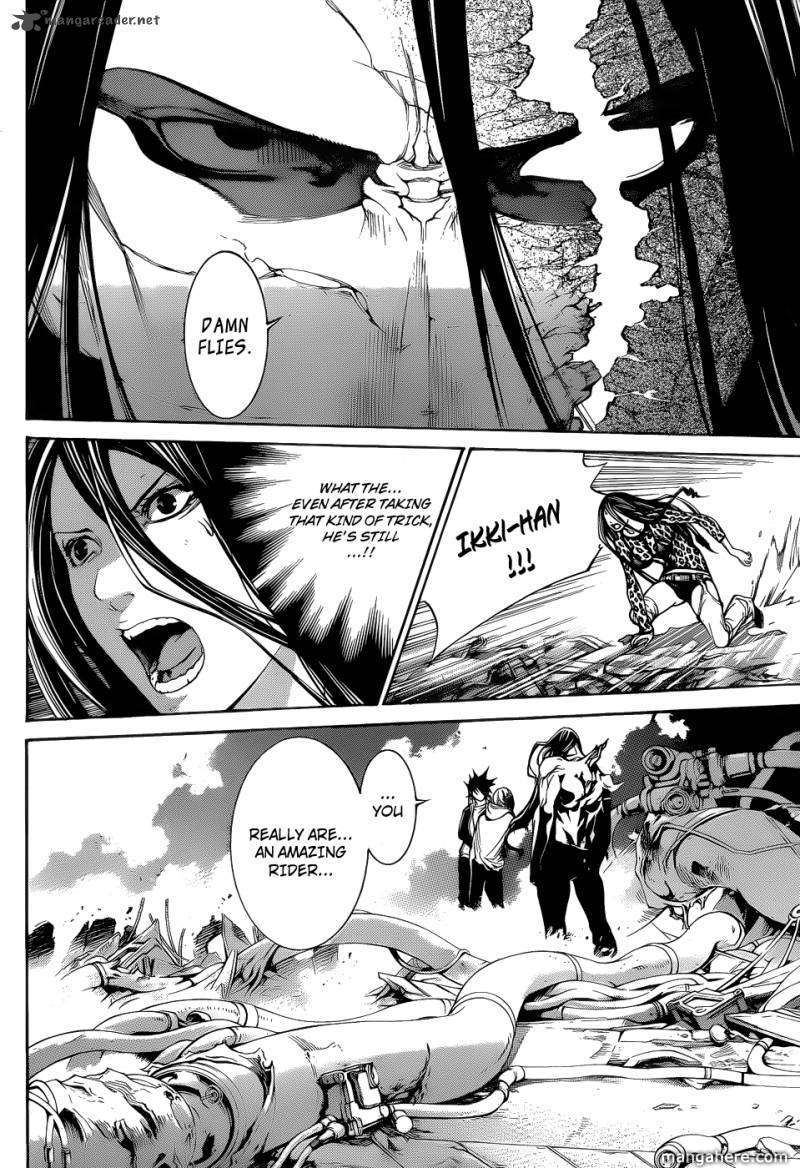 mangareader.net
DAMN
FLIES.
WHAT THE...
EVEN AFTER TAKING
THAT KIND OF TRICK,
HE'S STILL
...!!
IKKI-HAN
!!!
...
YOU
REALLY ARE...
AN AMAZING
RIDER...
mangahere.com